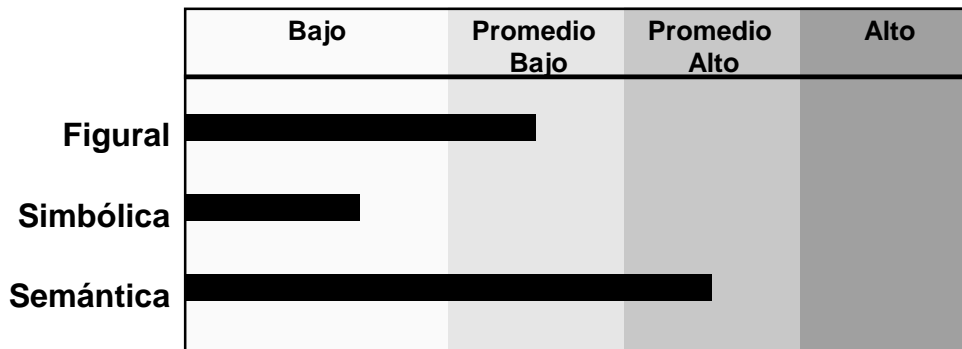 Bajo
Promedio
Bajo
Promedio
Alto
Alto
Figural
Simbólica
Semántica